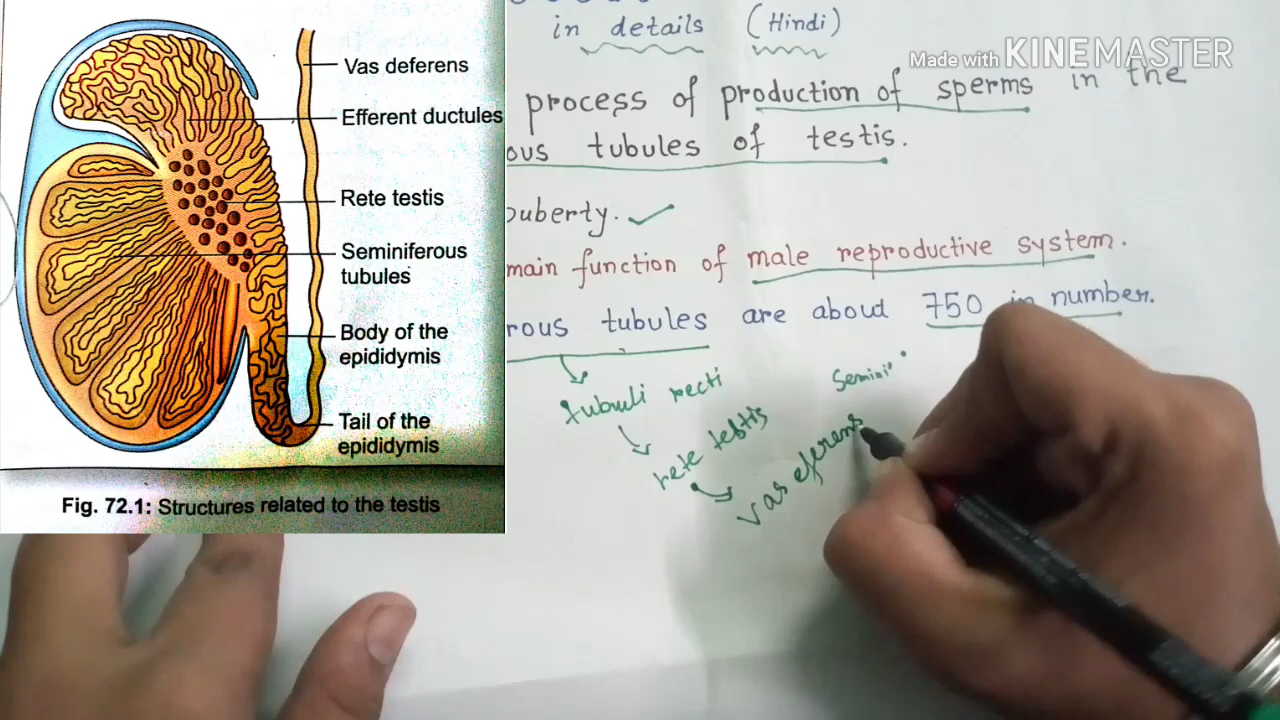 Vas deferens
Efferent ductules
Rete testis
Seminiferous
tubules
Body of the
epididymis
Tail of the
epididymis
Fig. 72.1: Structures related to the testis
in details (Hindi)
Made with KINEMASTER
process of production of sperms in the
ous tubules of testis.
puberty.
main function of male reproductive system.
rous tubules are about 750 in number.
tubuli recti
Semini
rete testis
vas eferens